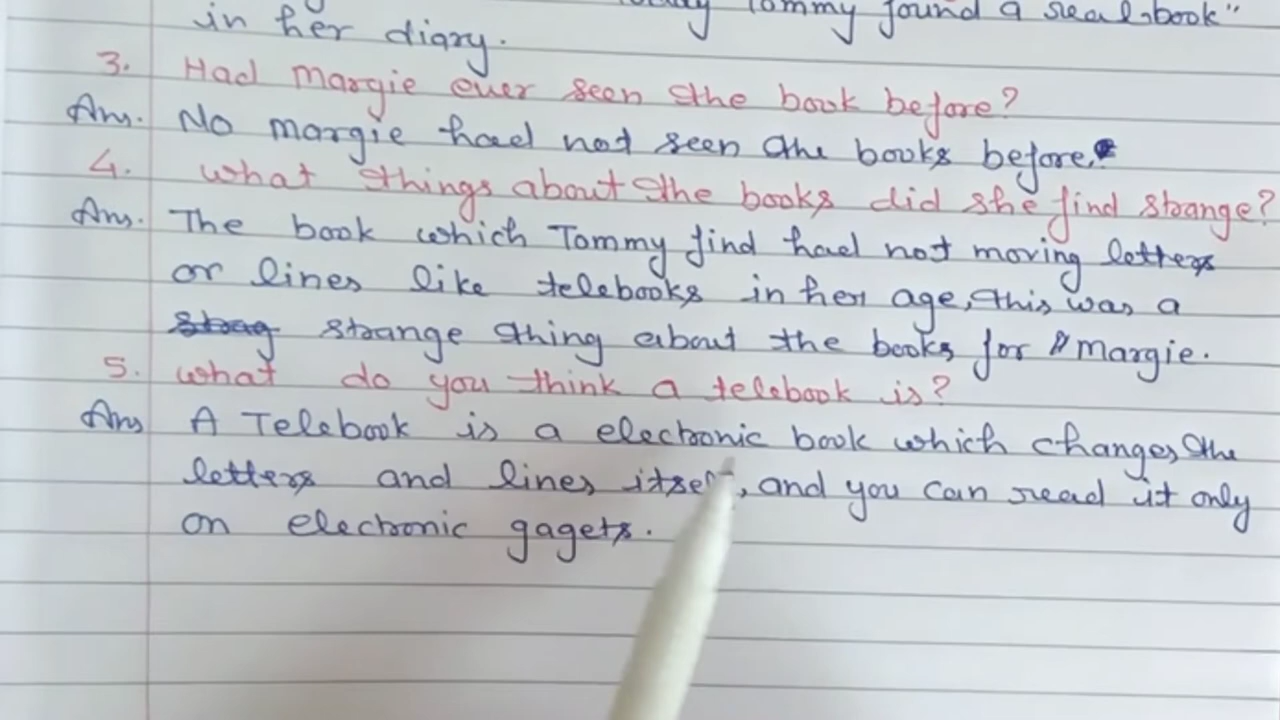 Tommy found a real book"
in her diary.
3. Had Margie ever seen the book before?
Ans. No margie had not seen the books before.
4. what things about the books did she find strange?
Ans. The book which Tommy find had not moving letters
or lines like telebooks in her age, this was a
strange thing about the books for margie.
5. what do you think a telebook is?
Ans A Telebook is a electronic book which changes the
letters and lines itself, and you can read it only
on electronic gagets.